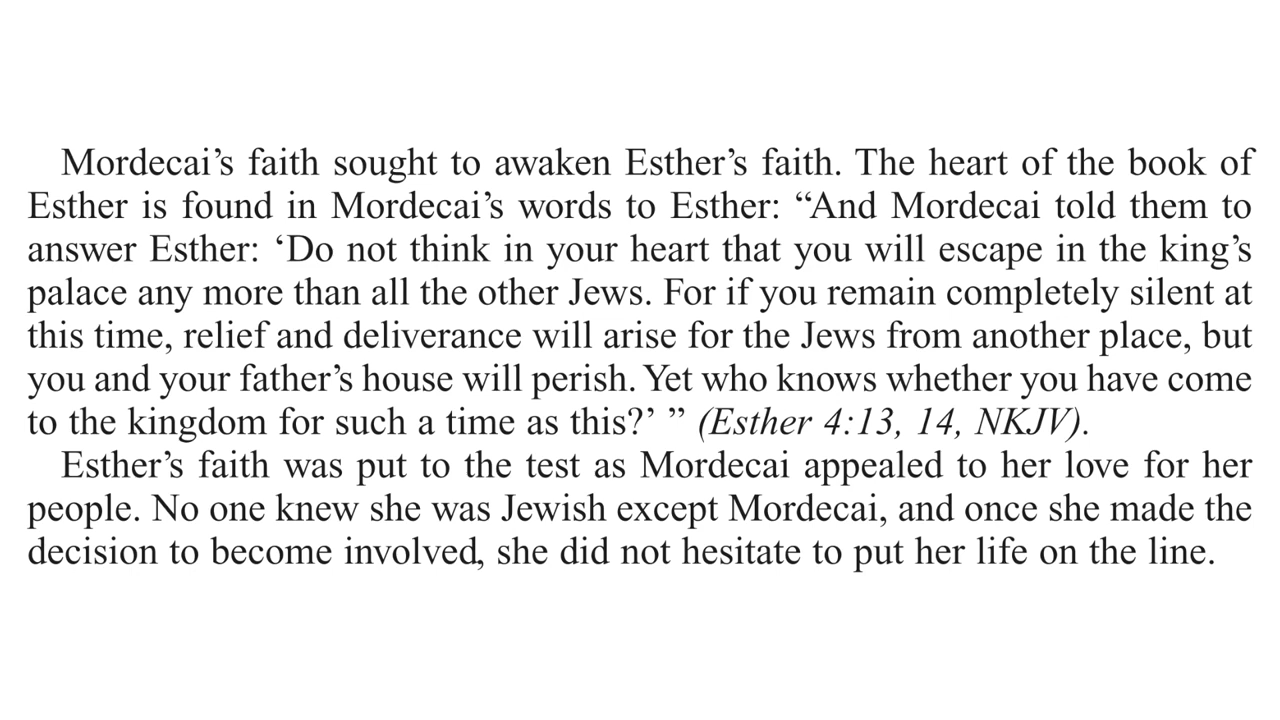 Mordecai’s faith sought to awaken Esther’s faith. The heart of the book of
Esther is found in Mordecai’s words to Esther: “And Mordecai told them to
answer Esther: ‘Do not think in your heart that you will escape in the king’s
palace any more than all the other Jews. For if you remain completely silent at
this time, relief and deliverance will arise for the Jews from another place, but
you and your father’s house will perish. Yet who knows whether you have come
to the kingdom for such a time as this?’ ” (Esther 4:13, 14, NKJV).
Esther’s faith was put to the test as Mordecai appealed to her love for her
people. No one knew she was Jewish except Mordecai, and once she made the
decision to become involved, she did not hesitate to put her life on the line.